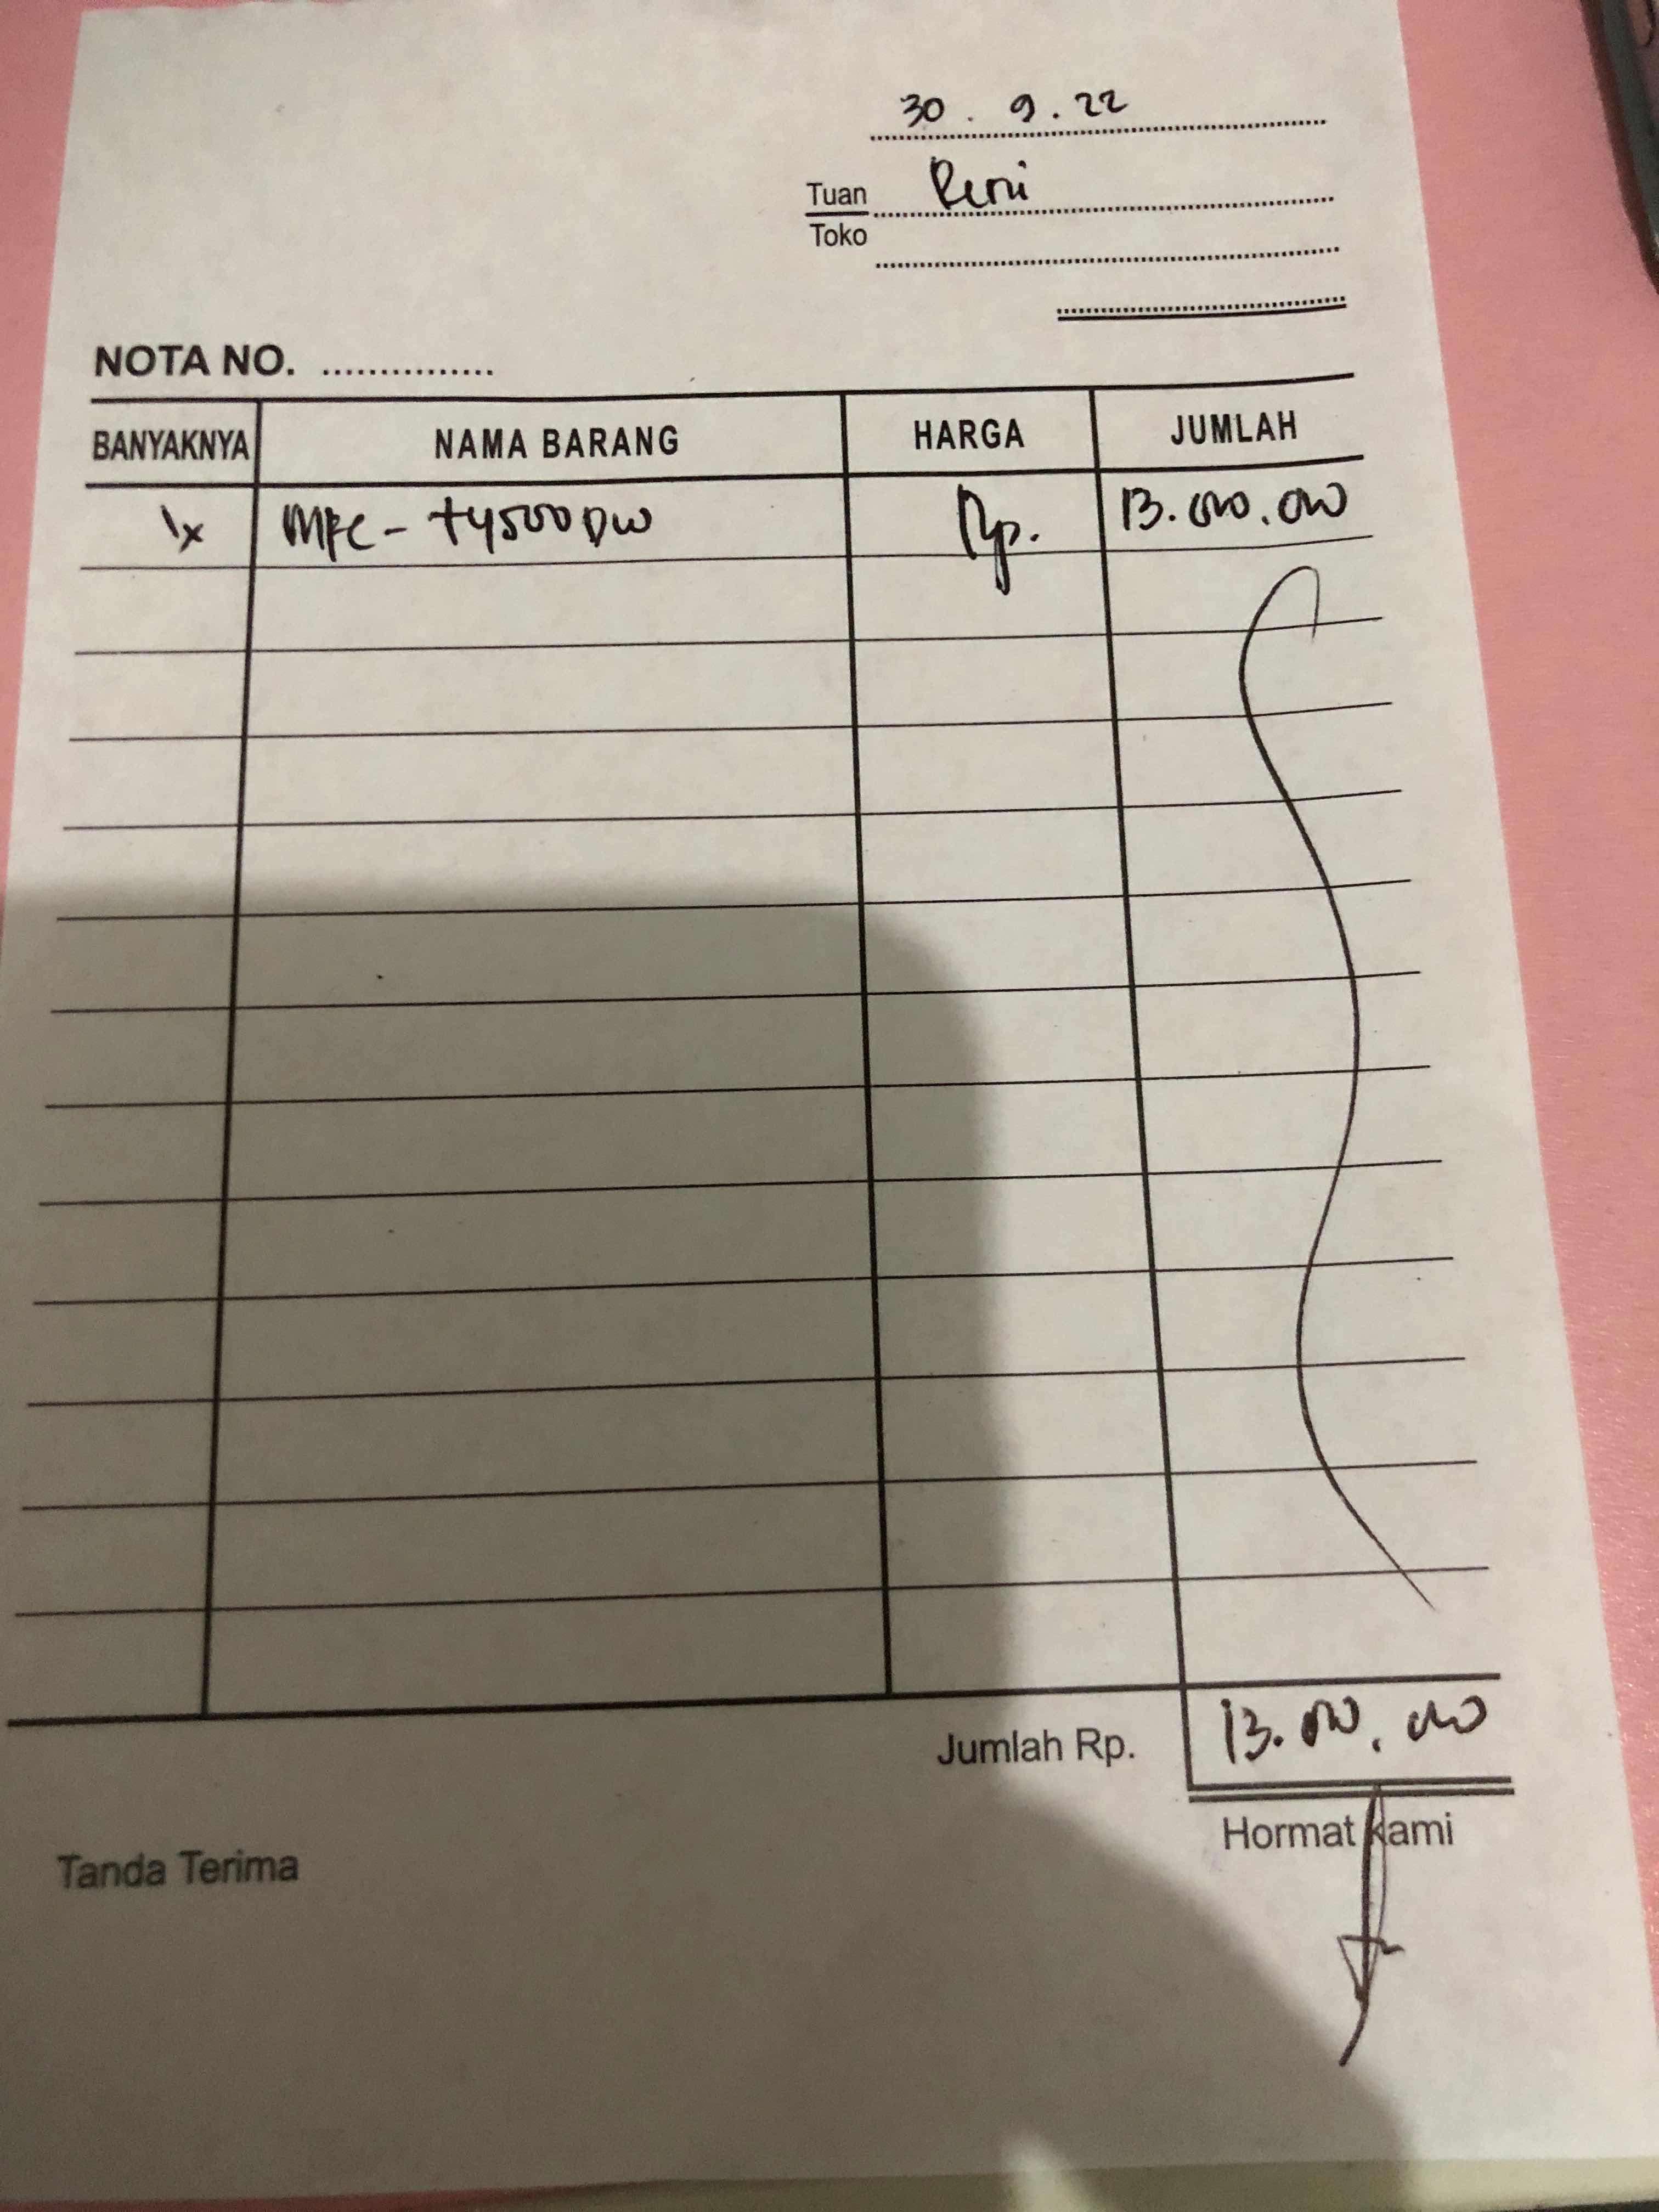 30 . 9 . 22
Tuan Reni
Toko
NOTA NO. ...............
BANYAKNYA NAMA BARANG HARGA JUMLAH
1x MFC - T4500DW Rp. 13.000.000
Jumlah Rp. 13.000.000
Hormat kami
Tanda Terima